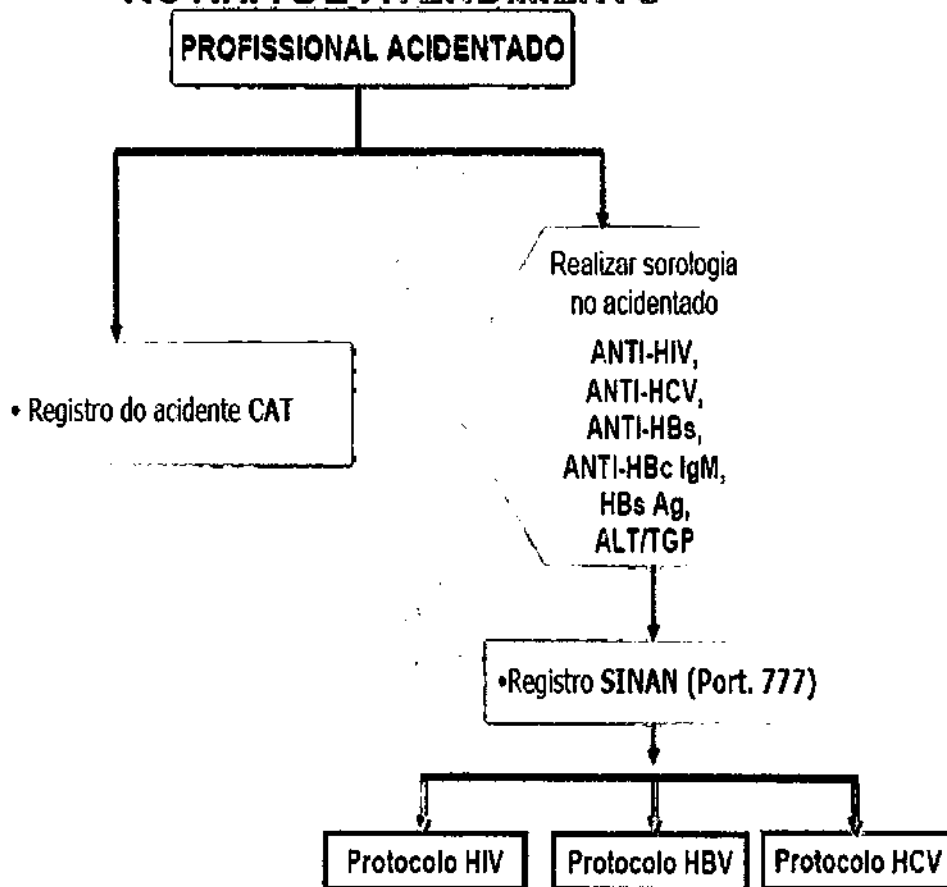 PROFISSIONAL ACIDENTADO
Realizar sorologia
no acidentado
ANTI-HIV,
ANTI-HCV,
ANTI-HBs,
ANTI-HBc IgM,
HBs Ag,
ALT/TGP
• Registro do acidente CAT
•Registro SINAN (Port. 777)
Protocolo HIV
Protocolo HBV
Protocolo HCV